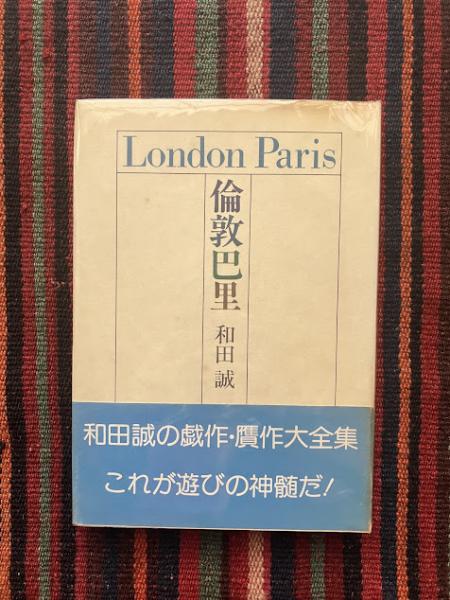 London Paris
倫敦巴里
和田誠
和田誠の戯作・贋作大全集
これが遊びの神髄だ!